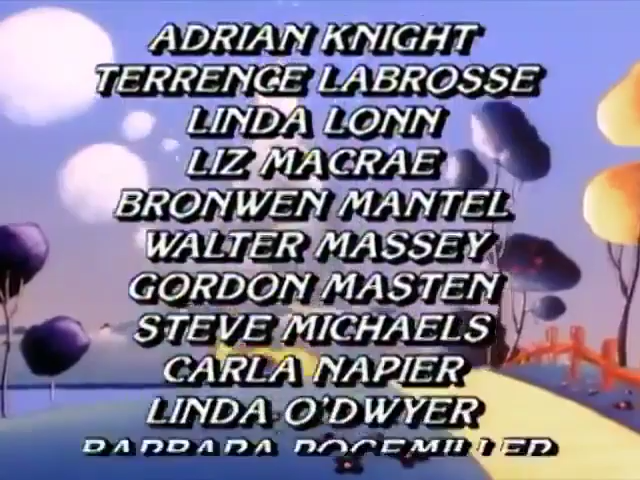 ADRIAN KNIGHT
TERRENCE LABROSSE
LINDA LONN
LIZ MACRAE
BRONWEN MANTEL
WALTER MASSEY
GORDON MASTEN
STEVE MICHAELS
CARLA NAPIER
LINDA O'DWYER
BARBARA